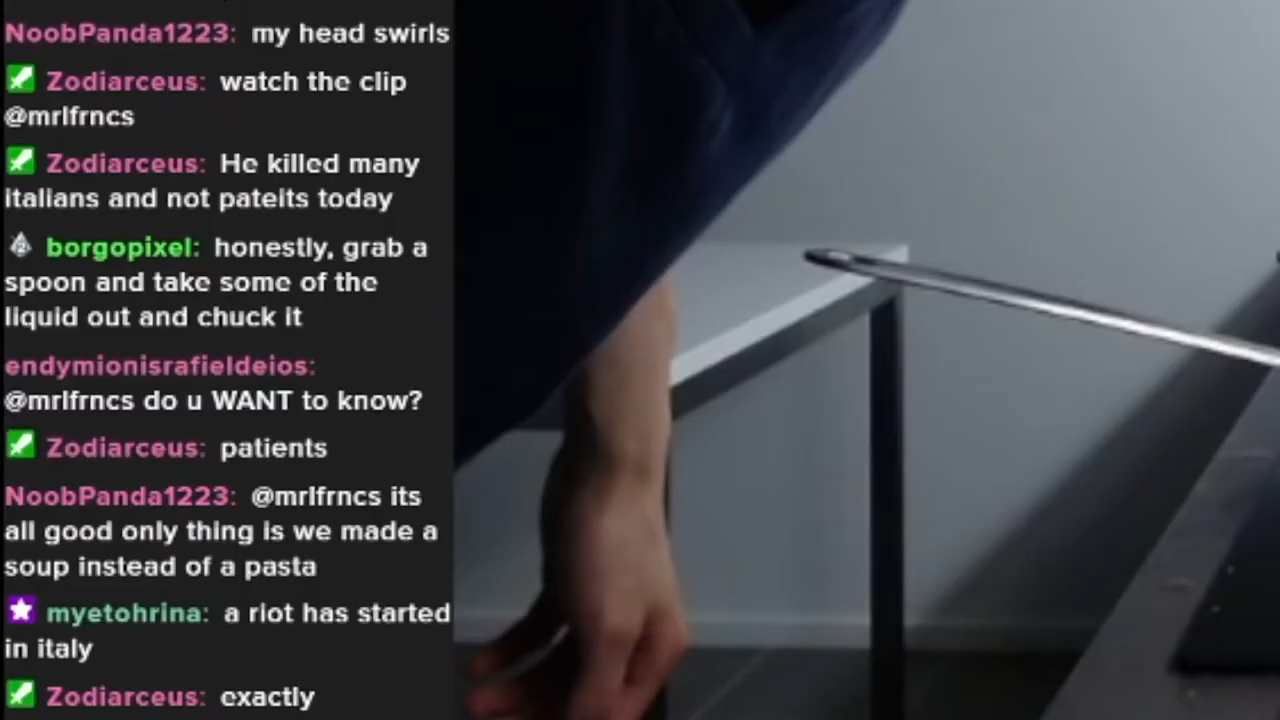 NoobPanda1223: my head swirls
Zodiarceus: watch the clip
@mrlfrncs
Zodiarceus: He killed many
italians and not pateits today
borgopixel: honestly, grab a
spoon and take some of the
liquid out and chuck it
endymionisrafieldeios:
@mrlfrncs do u WANT to know?
Zodiarceus: patients
NoobPanda1223: @mrlfrncs its
all good only thing is we made a
soup instead of a pasta
myetohrina: a riot has started
in italy
Zodiarceus: exactly